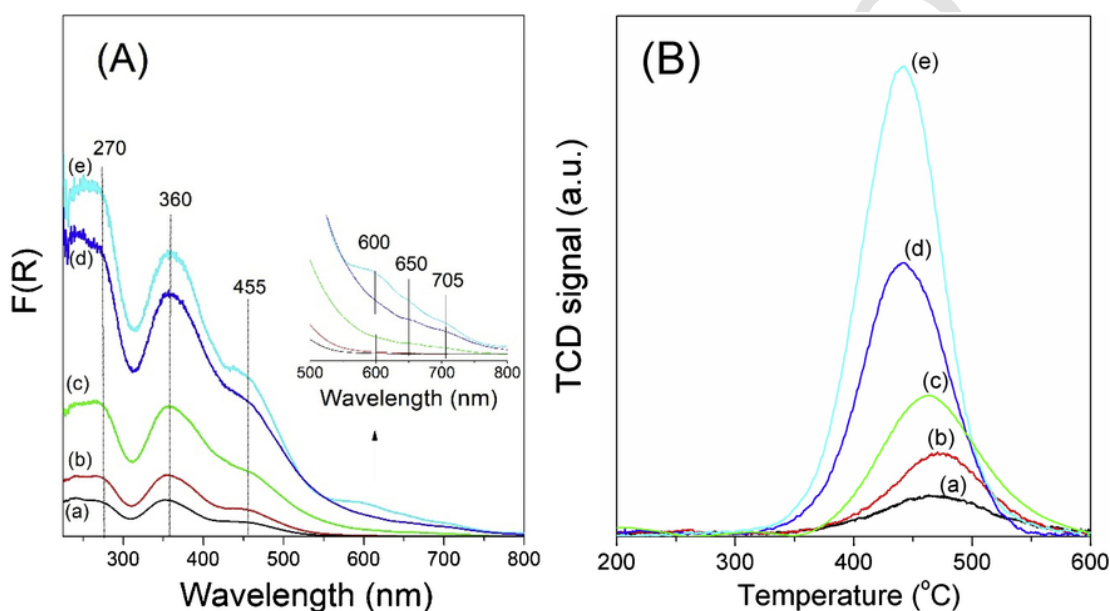 (A)
270
360
455
(e)
(d)
(c)
(b)
(a)
F(R)
300
400
500
600
700
800
Wavelength (nm)
600
650
705
500
600
700
800
Wavelength (nm)
(B)
(e)
(d)
(c)
(b)
(a)
TCD signal (a.u.)
200
300
400
500
600
Temperature (°C)